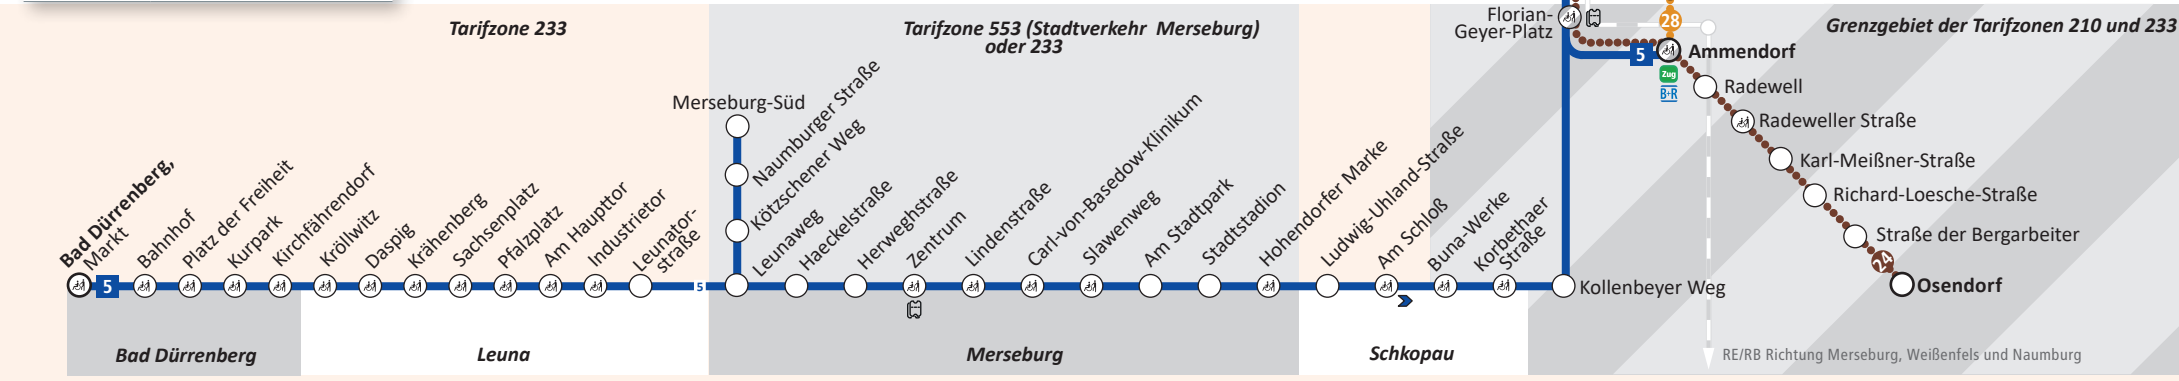 Tarifzone 233
Tarifzone 553 (Stadtverkehr Merseburg)
oder 233
Grenzgebiet der Tarifzonen 210 und 233
Florian-
Geyer-Platz
28
5
Ammendorf
Zug
B+R
Radewell
Radeweller Straße
Karl-Meißner-Straße
Richard-Loesche-Straße
Straße der Bergarbeiter
24
Osendorf
Merseburg-Süd
Naumburger Straße
Kötzschener Weg
Bad Dürrenberg,
Markt
5
Bahnhof
Platz der Freiheit
Kurpark
Kirchfährendorf
Kröllwitz
Daspig
Krähenberg
Sachsenplatz
Pfalzplatz
Am Haupttor
Industrietor
Leunator-
straße
5
Leunaweg
Haeckelstraße
Herweghstraße
Zentrum
Lindenstraße
Carl-von-Basedow-Klinikum
Slawenweg
Am Stadtpark
Stadtstadion
Hohendorfer Marke
Ludwig-Uhland-Straße
Am Schloß
Buna-Werke
Korbethaer
Straße
Kollenbeyer Weg
Bad Dürrenberg
Leuna
Merseburg
Schkopau
RE/RB Richtung Merseburg, Weißenfels und Naumburg